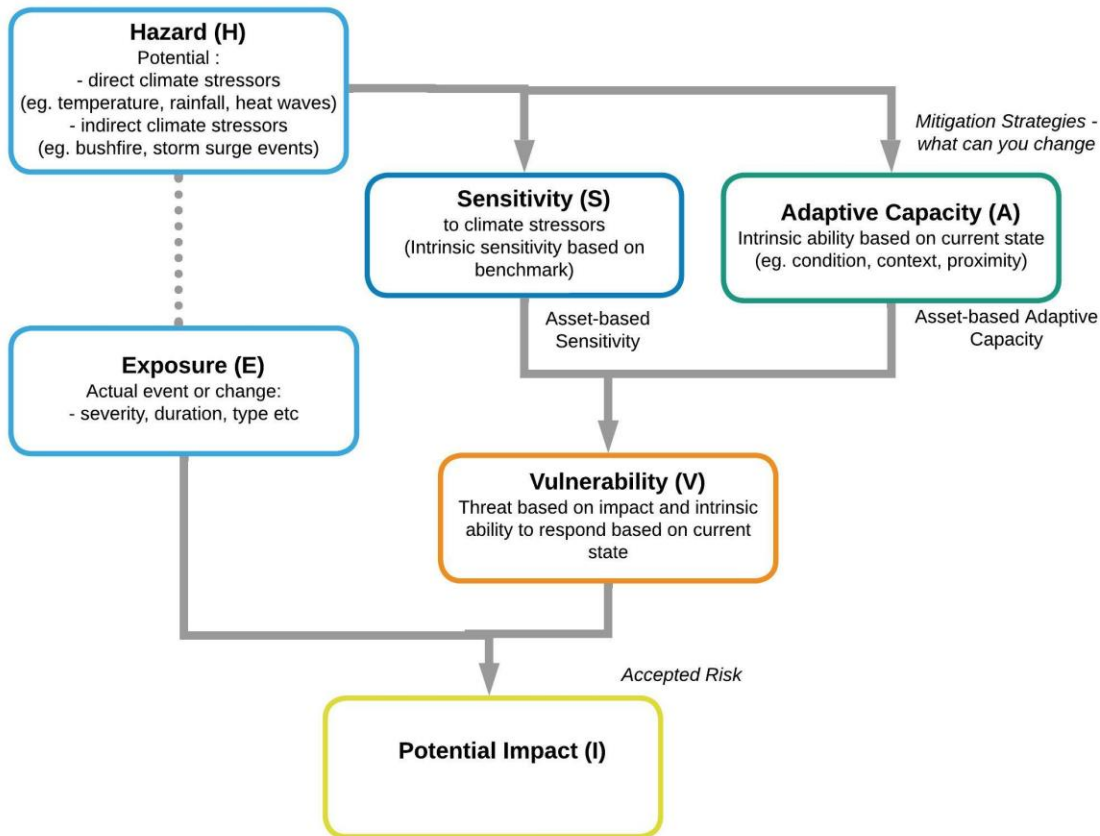 Hazard (H)
Potential :
- direct climate stressors
(eg. temperature, rainfall, heat waves)
- indirect climate stressors
(eg. bushfire, storm surge events)
Mitigation Strategies -
what can you change
Sensitivity (S)
to climate stressors
(Intrinsic sensitivity based on
benchmark)
Adaptive Capacity (A)
Intrinsic ability based on current state
(eg. condition, context, proximity)
Asset-based
Sensitivity
Asset-based Adaptive
Capacity
Exposure (E)
Actual event or change:
- severity, duration, type etc
Vulnerability (V)
Threat based on impact and intrinsic
ability to respond based on current
state
Accepted Risk
Potential Impact (I)